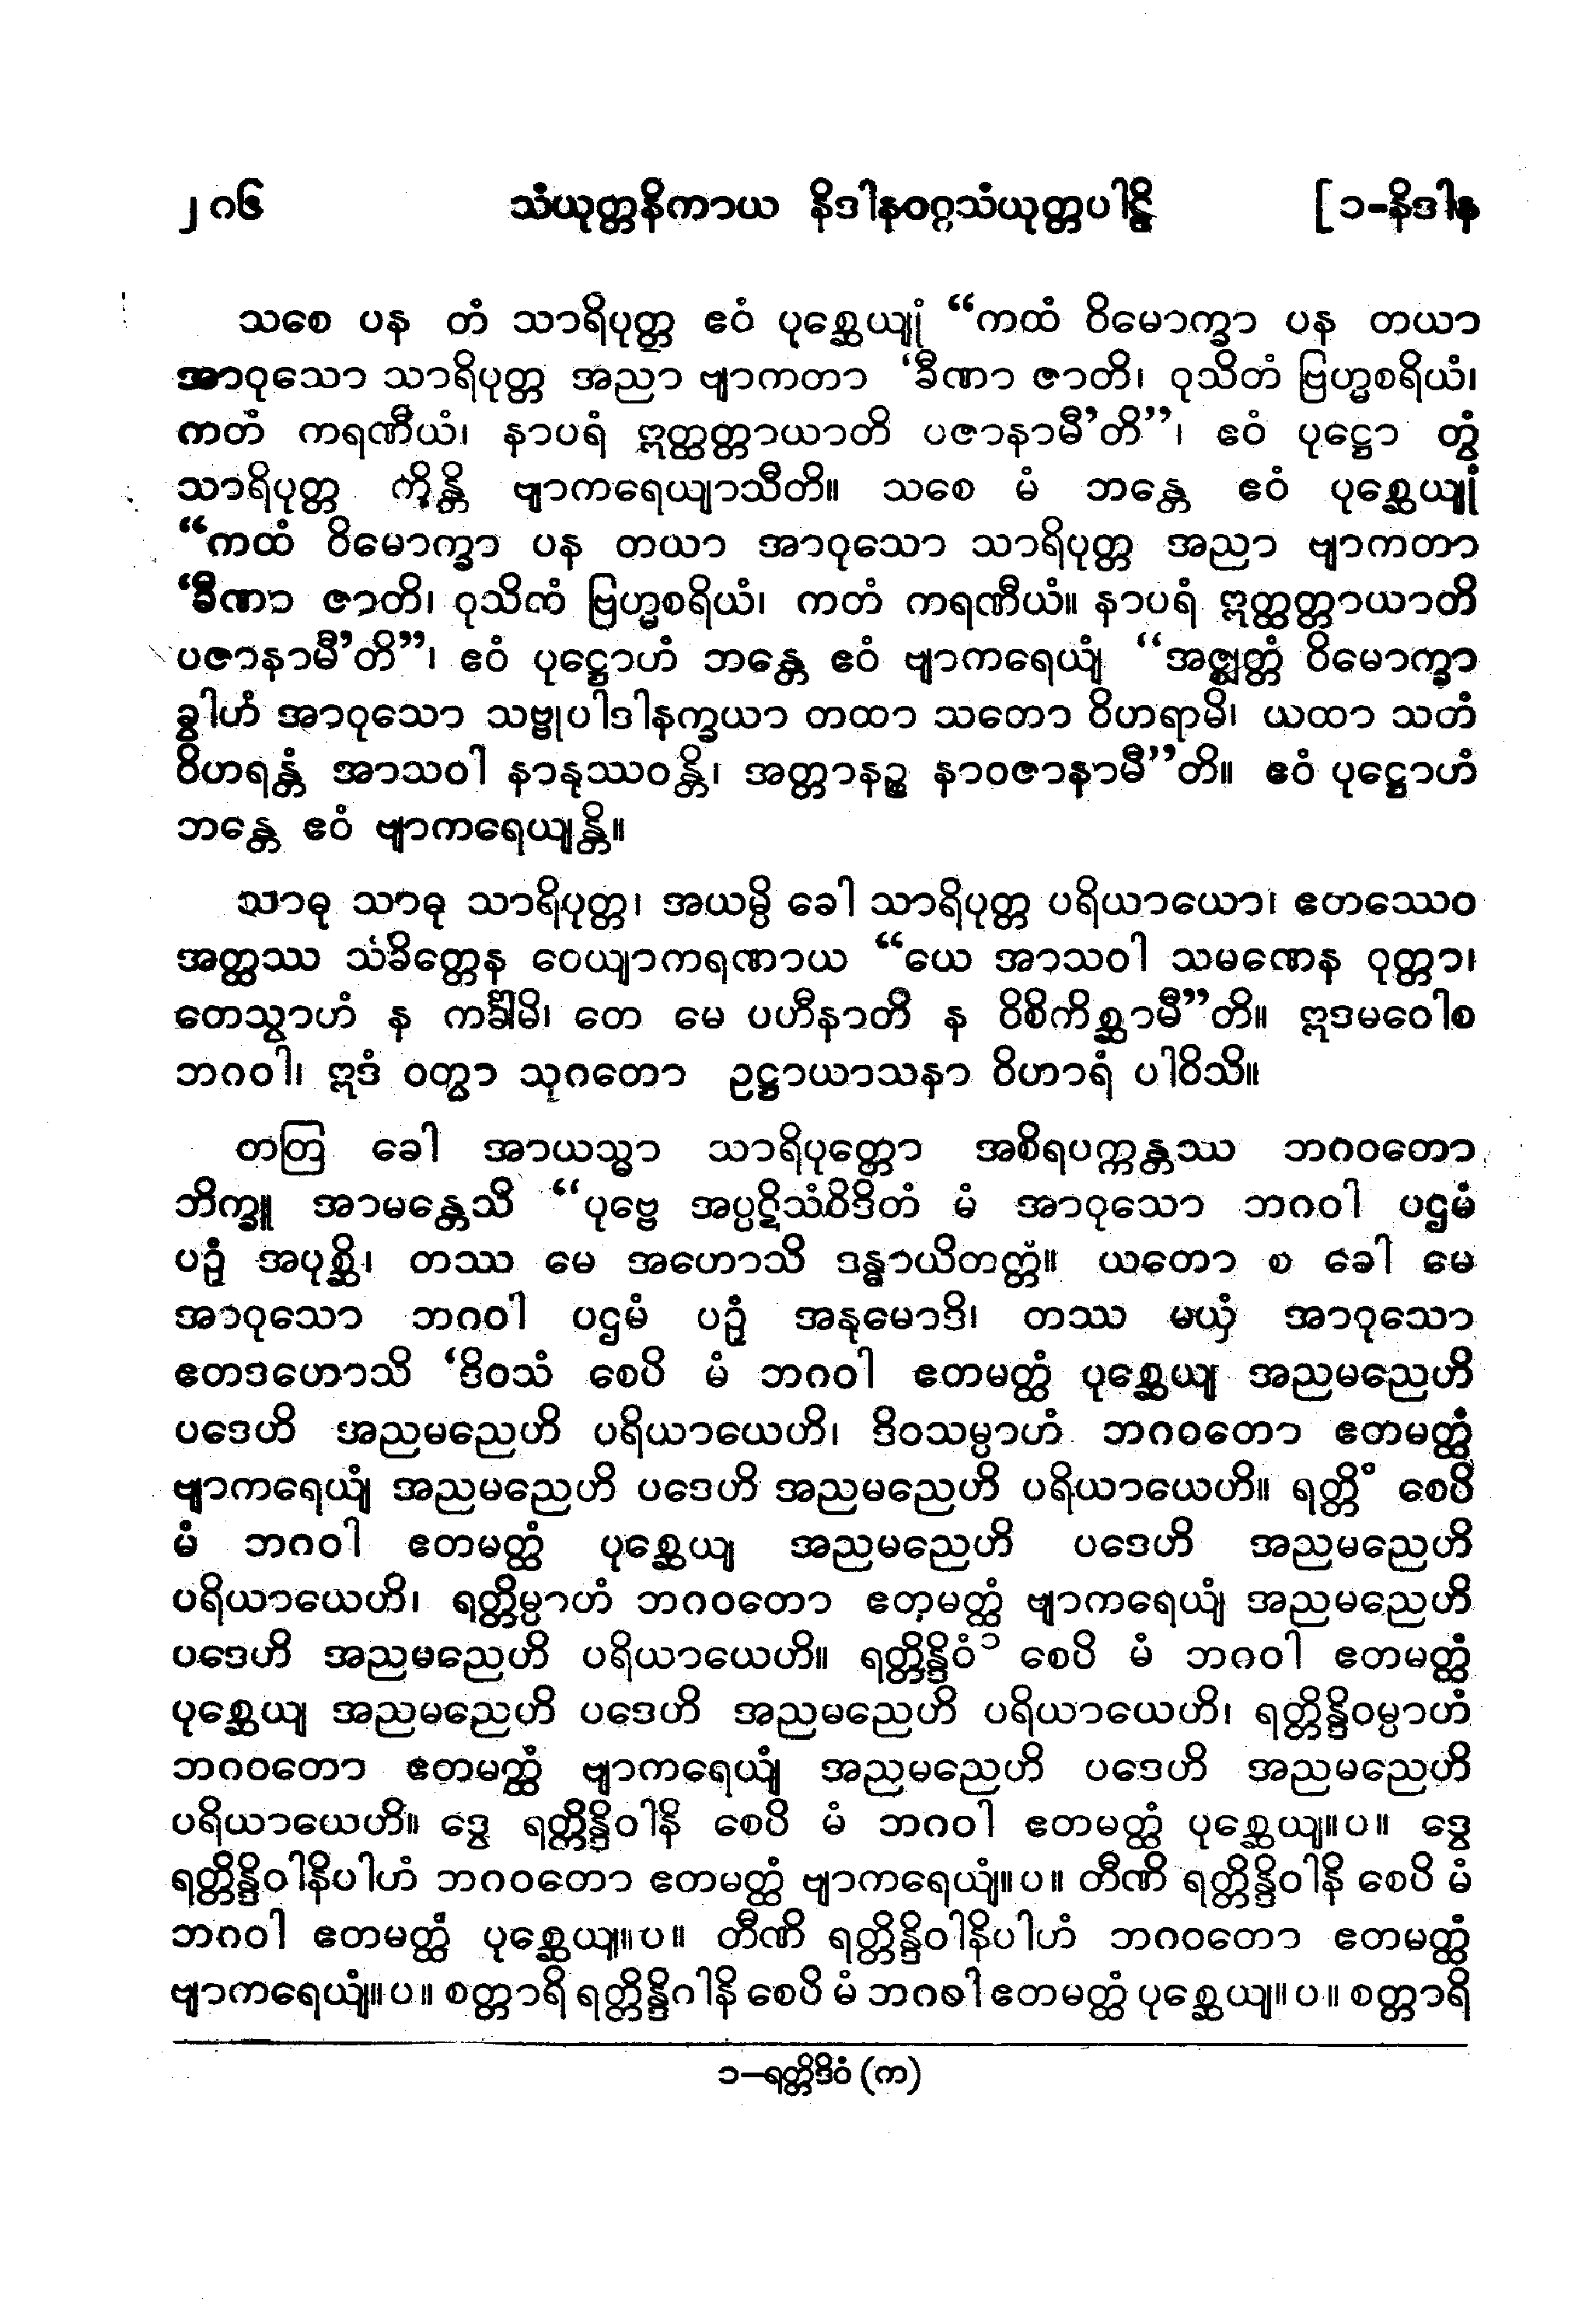 ၂၈၆ သံယုတ္တနိကာယ နိဒါနဝဂ္ဂသံယုတ္တပါဠိ [၁-နိဒါန
သစေ ပန တံ သာရိပုတ္တ ဧဝံ ပုစ္ဆေယျုံ “ကထံ ဝိမောက္ခာ ပန တယာ
အာဝုသော သာရိပုတ္တ အညာ ဗျာကတာ ‘ခီဏာ ဇာတိ၊ ဝုသိတံ ဗြဟ္မစရိယံ၊
ကတံ ကရဏီယံ၊ နာပရံ ဣတ္ထတ္တာယာတိ ပဇာနာမီ’တိ”၊ ဧဝံ ပုဋ္ဌော တွံ
သာရိပုတ္တ ကိန္တိ ဗျာကရေယျာသီတိ။ သစေ မံ ဘန္တေ ဧဝံ ပုစ္ဆေယျုံ
“ကထံ ဝိမောက္ခာ ပန တယာ အာဝုသော သာရိပုတ္တ အညာ ဗျာကတာ
‘ခီဏာ ဇာတိ၊ ဝုသိတံ ဗြဟ္မစရိယံ၊ ကတံ ကရဏီယံ။ နာပရံ ဣတ္ထတ္တာယာတိ
ပဇာနာမီ’တိ”၊ ဧဝံ ပုဋ္ဌောဟံ ဘန္တေ ဧဝံ ဗျာကရေယျံ “အဇ္ဈတ္တံ ဝိမောက္ခာ
ခွါဟံ အာဝုသော သဗ္ဗုပါဒါနက္ခယာ တထာ သတော ဝိဟရာမိ၊ ယထာ သတံ
ဝိဟရန္တံ အာသဝါ နာနုဿဝန္တိ၊ အတ္တာနဉ္စ နာဝဇာနာမီ”တိ။ ဧဝံ ပုဋ္ဌောဟံ
ဘန္တေ ဧဝံ ဗျာကရေယျန္တိ။
သာဓု သာဓု သာရိပုတ္တ၊ အယမ္ပိ ခေါ သာရိပုတ္တ ပရိယာယော၊ ဧတဿေဝ
အတ္ထဿ သံခိတ္တေန ဝေယျာကရဏာယ “ယေ အာသဝါ သမဏေန ဝုတ္တာ၊
တေသွာဟံ န ကင်္ခါမိ၊ တေ မေ ပဟီနာတိ န ဝိစိကိစ္ဆာမီ”တိ။ ဣဒမဝေါစ
ဘဂဝါ၊ ဣဒံ ဝတွာ သုဂတော ဥဋ္ဌာယာသနာ ဝိဟာရံ ပါဝိသိ။
တတြ ခေါ အာယသ္မာ သာရိပုတ္တော အစိရပက္ကန္တဿ ဘဂဝတော
ဘိက္ခူ အာမန္တေသိ “ပုဗ္ဗေ အပ္ပဋိသံဝိဒိတံ မံ အာဝုသော ဘဂဝါ ပဌမံ
ပဉှံ အပုစ္ဆိ၊ တဿ မေ အဟောသိ ဒန္ဓာယိတတ္တံ။ ယတော စ ခေါ မေ
အာဝုသော ဘဂဝါ ပဌမံ ပဉှံ အနုမောဒိ၊ တဿ မယှံ အာဝုသော
ဧတဒဟောသိ ‘ဒိဝသံ စေပိ မံ ဘဂဝါ ဧတမတ္ထံ ပုစ္ဆေယျ အညမညေဟိ
ပဒေဟိ အညမညေဟိ ပရိယာယေဟိ၊ ဒိဝသမ္ပာဟံ ဘဂဝတော ဧတမတ္ထံ
ဗျာကရေယျံ အညမညေဟိ ပဒေဟိ အညမညေဟိ ပရိယာယေဟိ။ ရတ္တိံ စေပိ
မံ ဘဂဝါ ဧတမတ္ထံ ပုစ္ဆေယျ အညမညေဟိ ပဒေဟိ အညမညေဟိ
ပရိယာယေဟိ၊ ရတ္တိမ္ပာဟံ ဘဂဝတော ဧတမတ္ထံ ဗျာကရေယျံ အညမညေဟိ
ပဒေဟိ အညမညေဟိ ပရိယာယေဟိ။ ရတ္တိန္ဒိဝံ၁ စေပိ မံ ဘဂဝါ ဧတမတ္ထံ
ပုစ္ဆေယျ အညမညေဟိ ပဒေဟိ အညမညေဟိ ပရိယာယေဟိ၊ ရတ္တိန္ဒိဝမ္ပာဟံ
ဘဂဝတော ဧတမတ္ထံ ဗျာကရေယျံ အညမညေဟိ ပဒေဟိ အညမညေဟိ
ပရိယာယေဟိ။ ဒွေ ရတ္တိန္ဒိဝါနိ စေပိ မံ ဘဂဝါ ဧတမတ္ထံ ပုစ္ဆေယျ။ပ။ ဒွေ
ရတ္တိန္ဒိဝါနိပါဟံ ဘဂဝတော ဧတမတ္ထံ ဗျာကရေယျံ။ပ။ တီဏိ ရတ္တိန္ဒိဝါနိ စေပိ မံ
ဘဂဝါ ဧတမတ္ထံ ပုစ္ဆေယျ။ပ။ တီဏိ ရတ္တိန္ဒိဝါနိပါဟံ ဘဂဝတော ဧတမတ္ထံ
ဗျာကရေယျံ။ပ။ စတ္တာရိ ရတ္တိန္ဒိဝါနိ စေပိ မံ ဘဂဝါ ဧတမတ္ထံ ပုစ္ဆေယျ။ပ။ စတ္တာရိ
၁–ရတ္တိဒိဝံ (က)